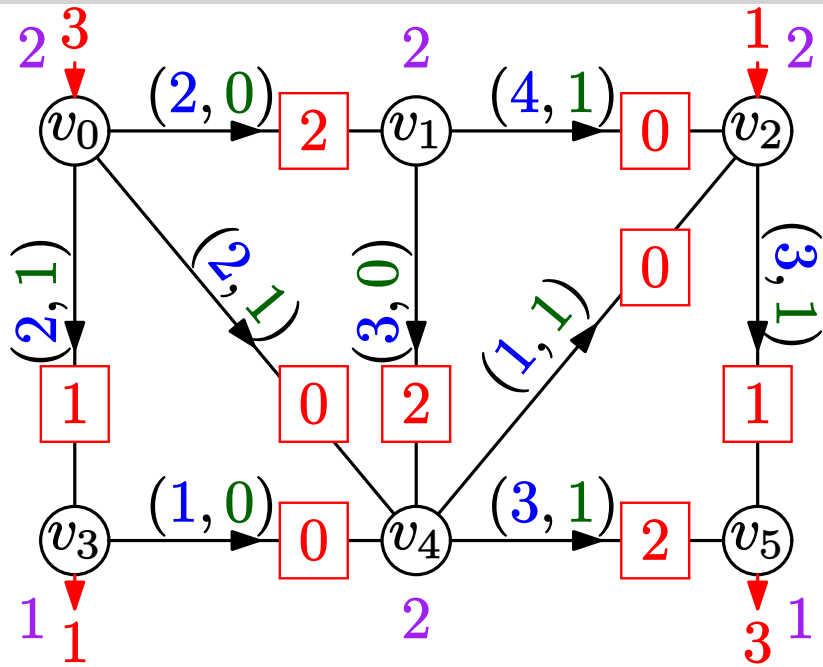 2 3 2 1 2
(2, 0) (4, 1)
v0 2 v1 0 v2
(2, 1) (2, 1) (3, 0) (1, 1) 0 (3, 1)
1 0 2 1
(1, 0) (3, 1)
v3 0 v4 2 v5
1 1 2 3 1